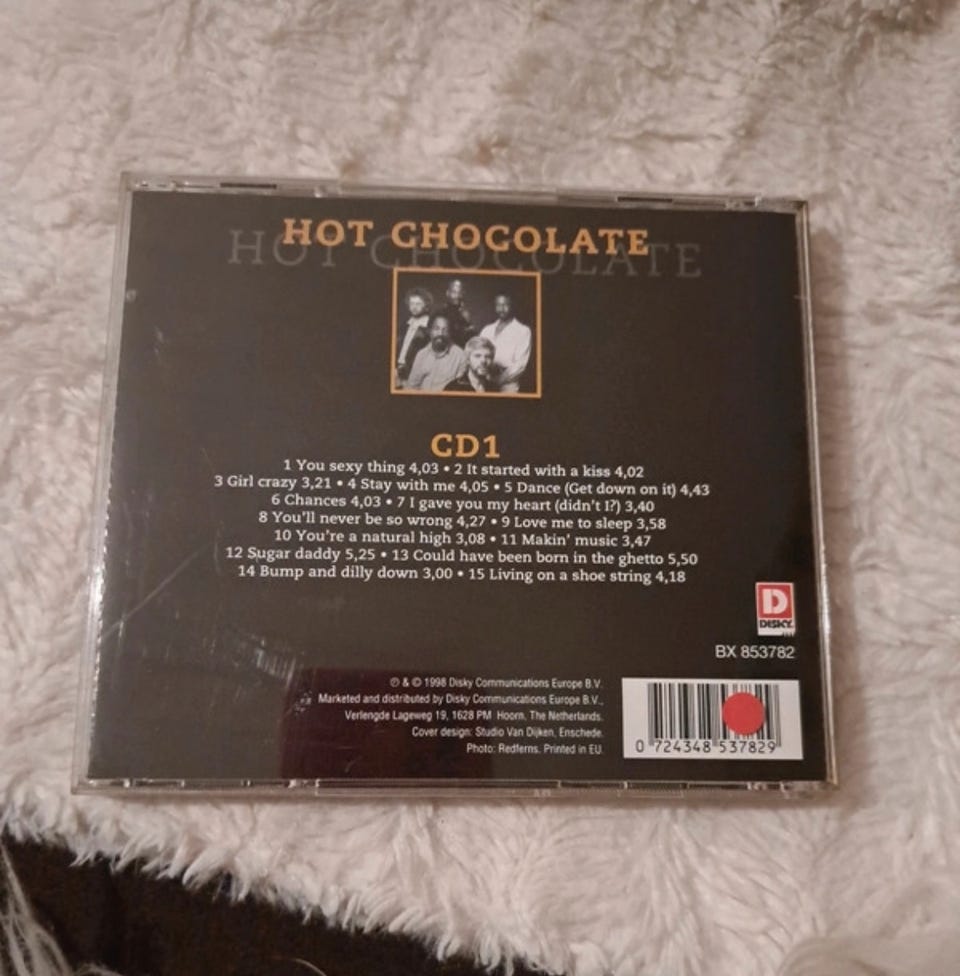 HOT CHOCOLATE
HOT CHOCOLATE
CD1
1 You sexy thing 4,03 • 2 It started with a kiss 4,02
3 Girl crazy 3,21 • 4 Stay with me 4,05 • 5 Dance (Get down on it) 4,43
6 Chances 4,03 • 7 I gave you my heart (didn't I?) 3,40
8 You'll never be so wrong 4,27 • 9 Love me to sleep 3,58
10 You're a natural high 3,08 • 11 Makin' music 3,47
12 Sugar daddy 5,25 • 13 Could have been born in the ghetto 5,50
14 Bump and dilly down 3,00 • 15 Living on a shoe string 4,18
D
DISKY
BX 853782
℗ & © 1998 Disky Communications Europe B.V.
Marketed and distributed by Disky Communications Europe B.V.,
Verlengde Lageweg 19, 1628 PM Hoorn. The Netherlands.
Cover design: Studio Van Dijken, Enschede.
Photo: Redferns. Printed in EU.
0 724348 537829